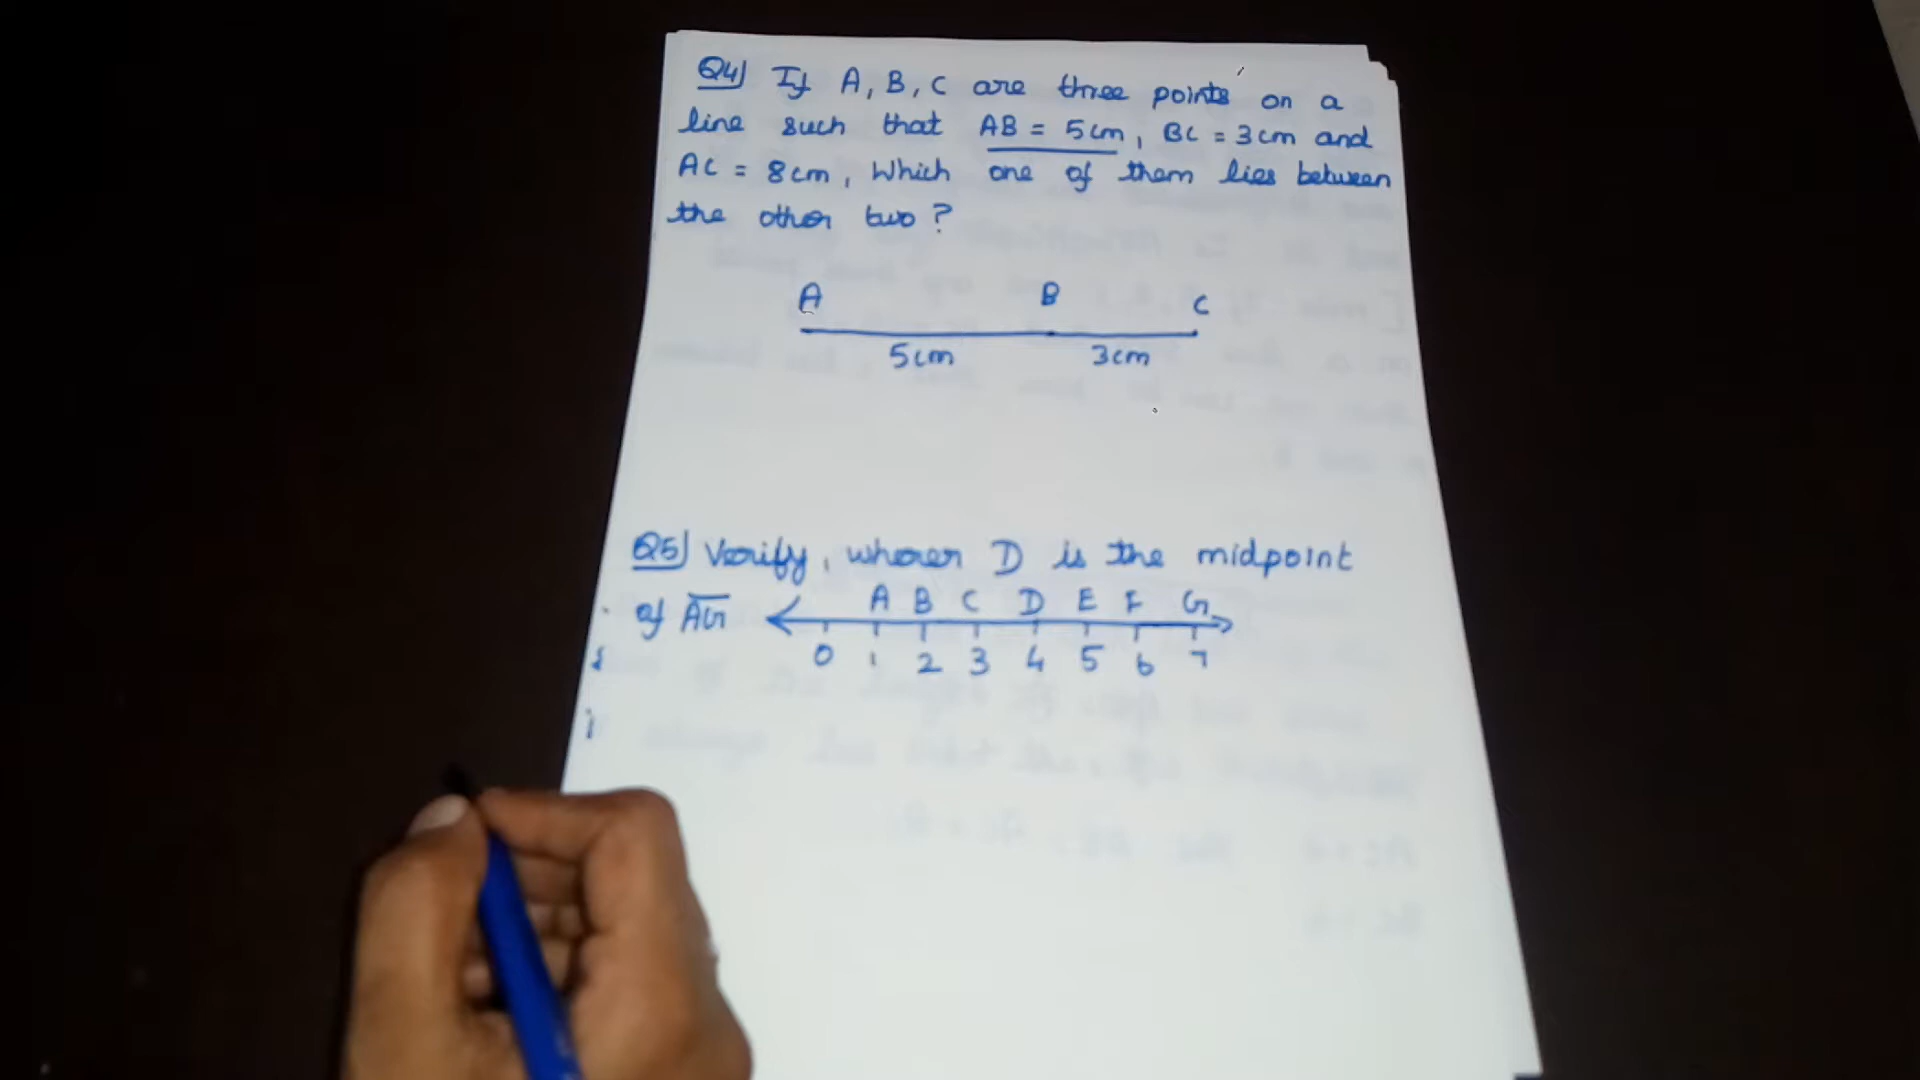 Q4) If A, B, C are three points on a
line such that AB = 5cm, BC = 3cm and
AC = 8cm, Which one of them lies between
the other two?
A B C
5cm 3cm
Q5) Verify, wherer D is the midpoint
of AG A B C D E F G
0 1 2 3 4 5 6 7